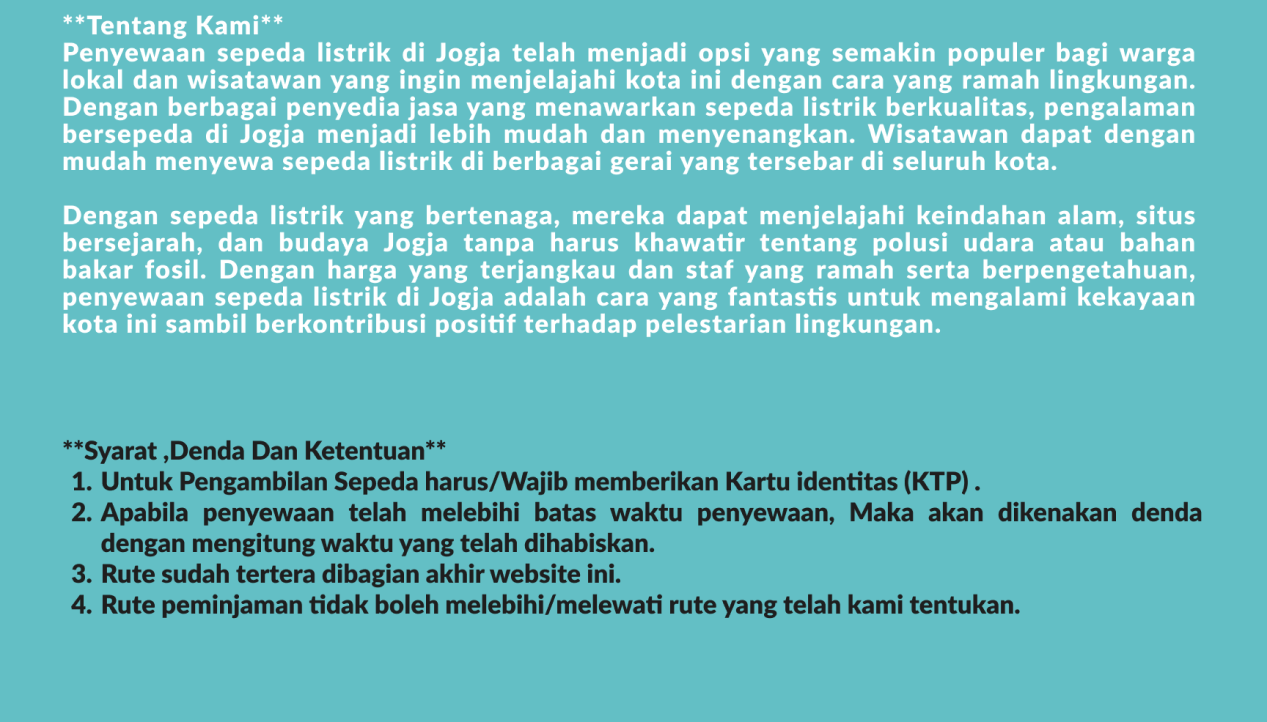 **Tentang Kami**
Penyewaan sepeda listrik di Jogja telah menjadi opsi yang semakin populer bagi warga
lokal dan wisatawan yang ingin menjelajahi kota ini dengan cara yang ramah lingkungan.
Dengan berbagai penyedia jasa yang menawarkan sepeda listrik berkualitas, pengalaman
bersepeda di Jogja menjadi lebih mudah dan menyenangkan. Wisatawan dapat dengan
mudah menyewa sepeda listrik di berbagai gerai yang tersebar di seluruh kota.
Dengan sepeda listrik yang bertenaga, mereka dapat menjelajahi keindahan alam, situs
bersejarah, dan budaya Jogja tanpa harus khawatir tentang polusi udara atau bahan
bakar fosil. Dengan harga yang terjangkau dan staf yang ramah serta berpengetahuan,
penyewaan sepeda listrik di Jogja adalah cara yang fantastis untuk mengalami kekayaan
kota ini sambil berkontribusi positif terhadap pelestarian lingkungan.
**Syarat ,Denda Dan Ketentuan**
1. Untuk Pengambilan Sepeda harus/Wajib memberikan Kartu identitas (KTP) .
2. Apabila penyewaan telah melebihi batas waktu penyewaan, Maka akan dikenakan denda
dengan mengitung waktu yang telah dihabiskan.
3. Rute sudah tertera dibagian akhir website ini.
4. Rute peminjaman tidak boleh melebihi/melewati rute yang telah kami tentukan.